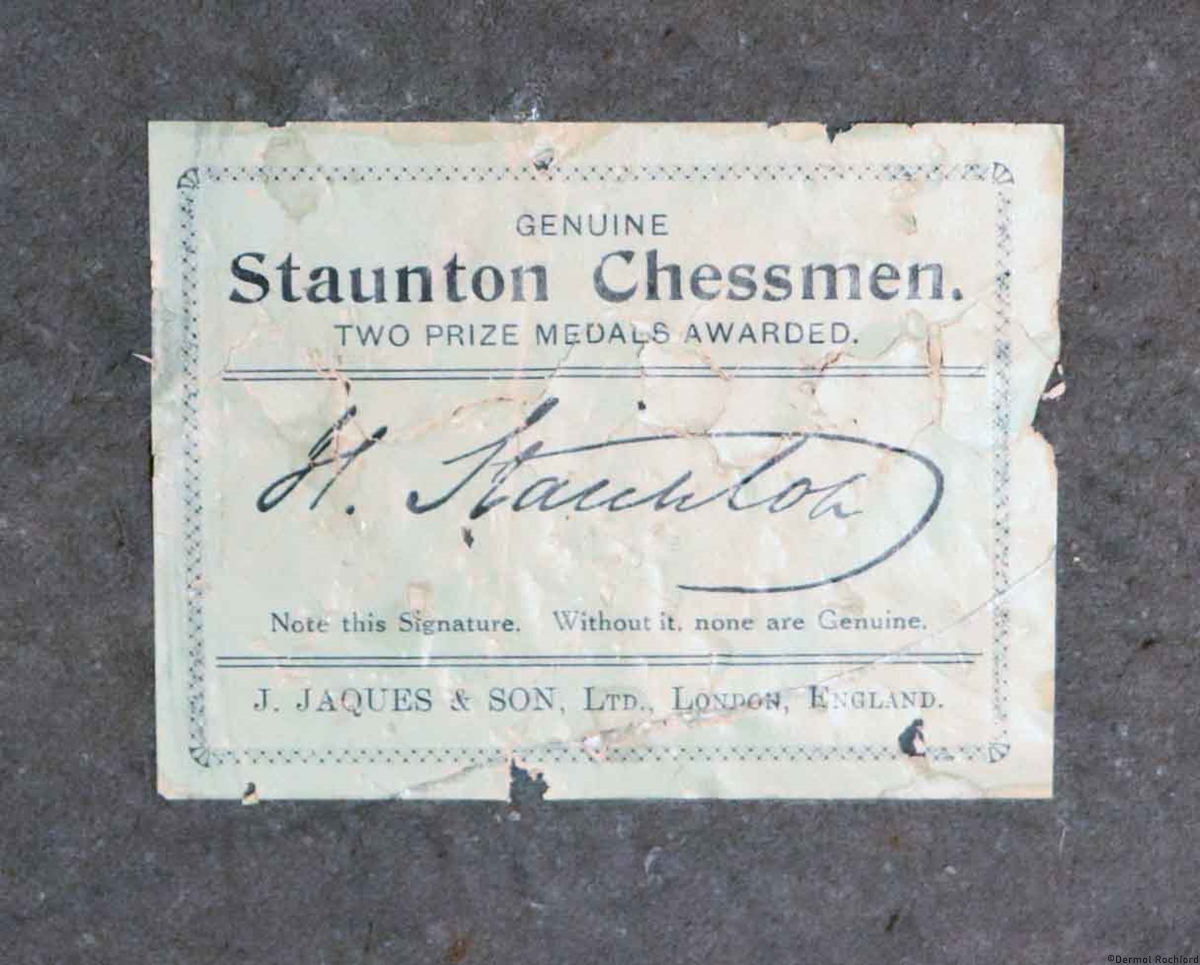 GENUINE
Staunton Chessmen.
TWO PRIZE MEDALS AWARDED.
H. Staunton
Note this Signature. Without it, none are Genuine.
J. JAQUES & SON, LTD., LONDON, ENGLAND.
©Dermot Rochford